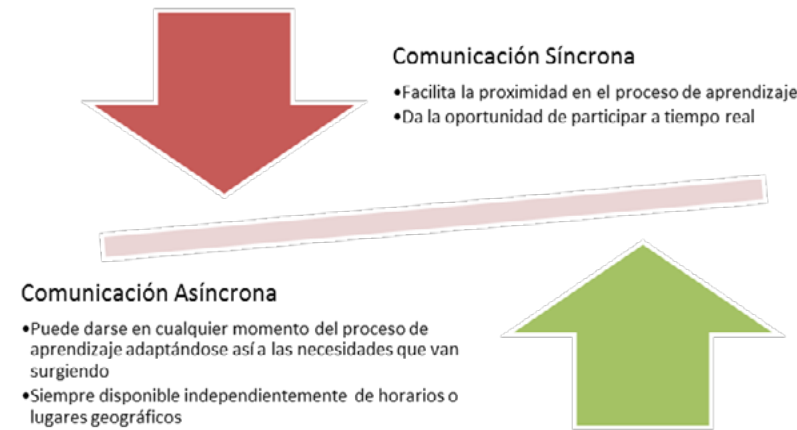 Comunicación Síncrona
•Facilita la proximidad en el proceso de aprendizaje
•Da la oportunidad de participar a tiempo real
Comunicación Asíncrona
•Puede darse en cualquier momento del proceso de
aprendizaje adaptándose así a las necesidades que van
surgiendo
•Siempre disponible independientemente de horarios o
lugares geográficos